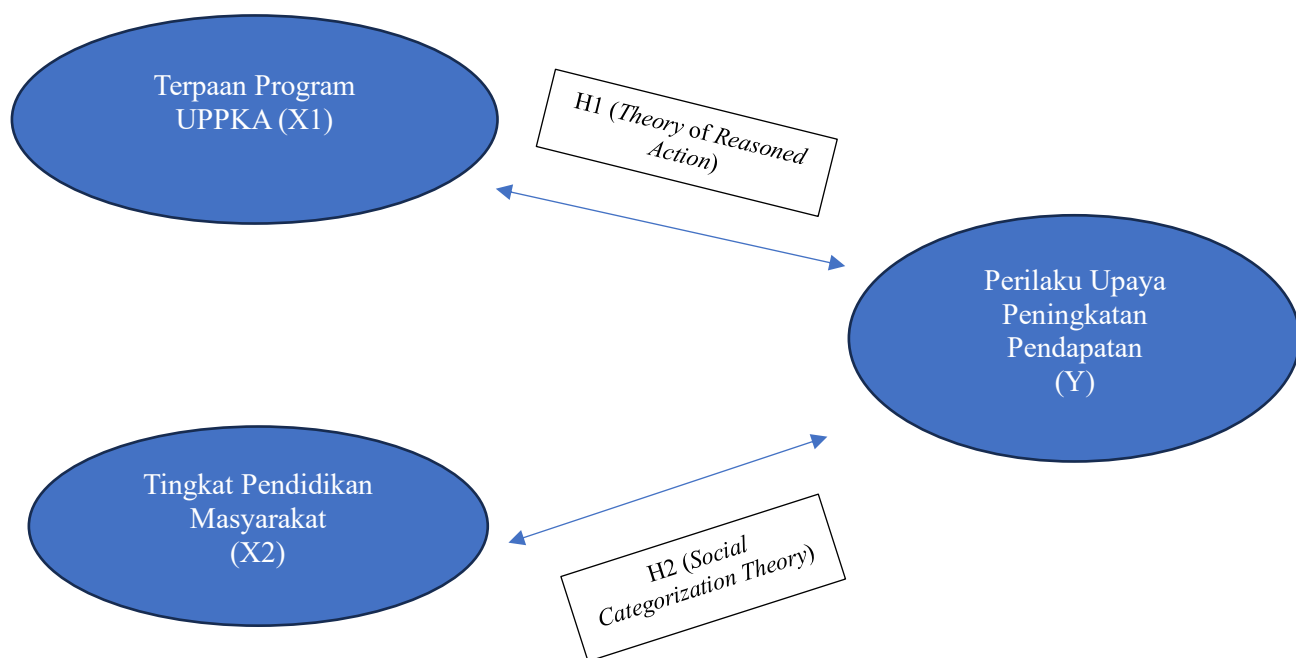 Terpaan Program
UPPKA (X1)
H1 (Theory of Reasoned
Action)
Perilaku Upaya
Peningkatan
Pendapatan
(Y)
Tingkat Pendidikan
Masyarakat
(X2)
H2 (Social
Categorization Theory)